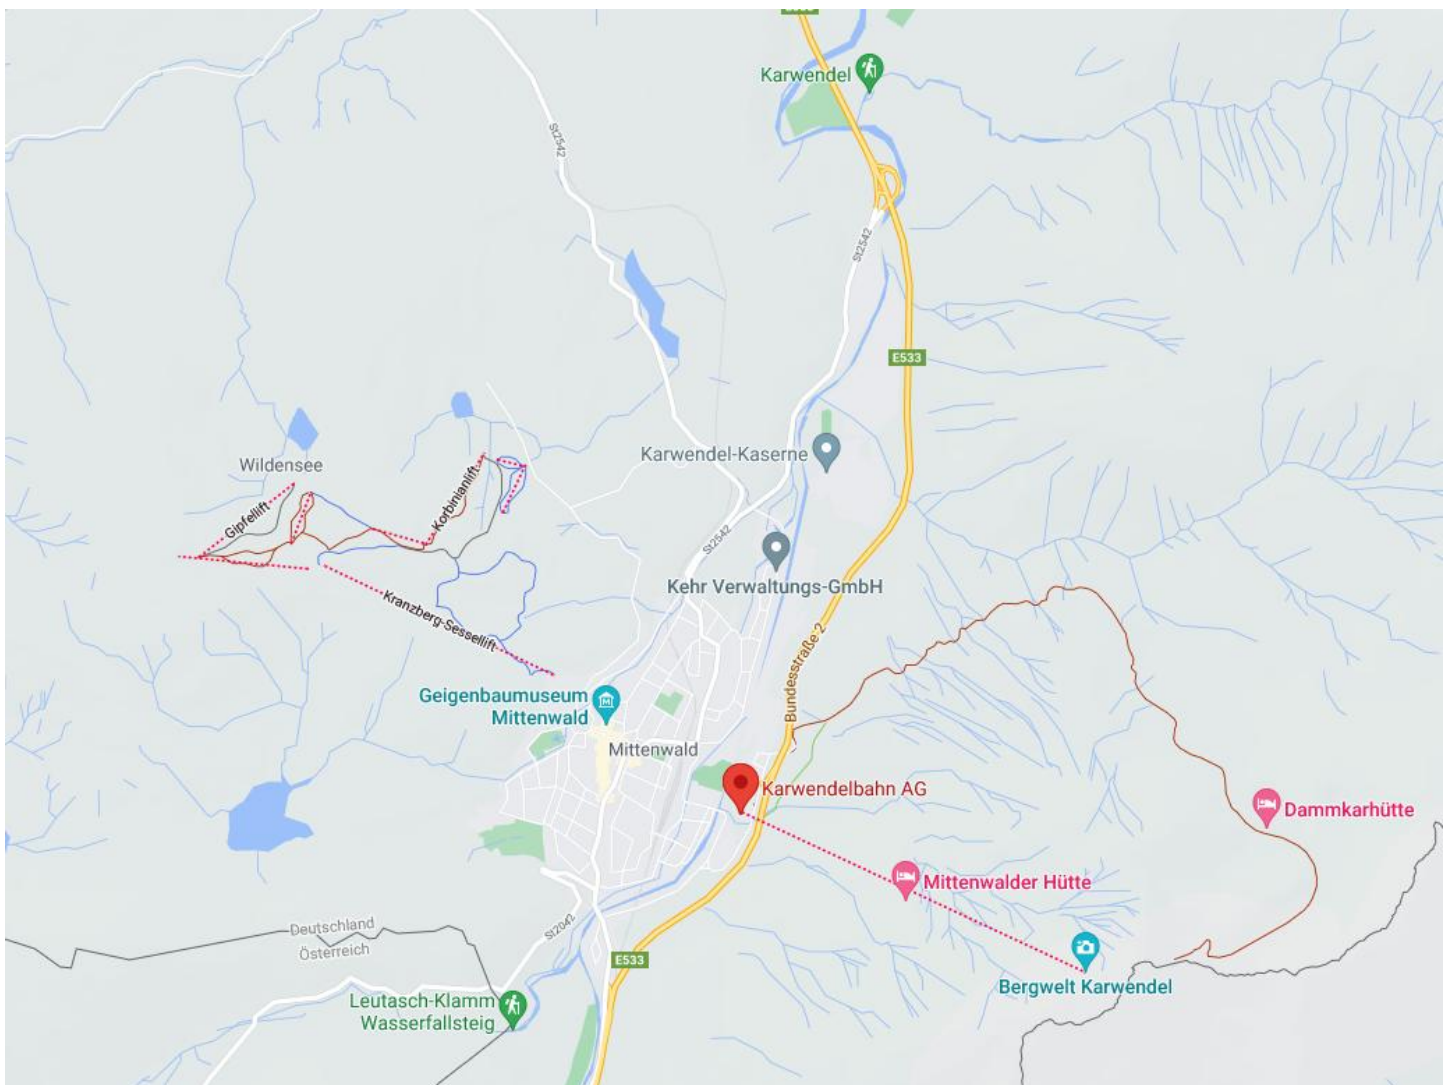 Karwendel
St2542
St2542
E533
Karwendel-Kaserne
Wildensee
Korbinianlift
Gipfellift
St2542
Kehr Verwaltungs-GmbH
Kranzberg-Sessellift
Bundesstraße 2
Geigenbaumuseum
Mittenwald
Mittenwald
Karwendelbahn AG
Dammkarhütte
Mittenwalder Hütte
Deutschland
Österreich
St2042
E533
Bergwelt Karwendel
Leutasch-Klamm
Wasserfallsteig